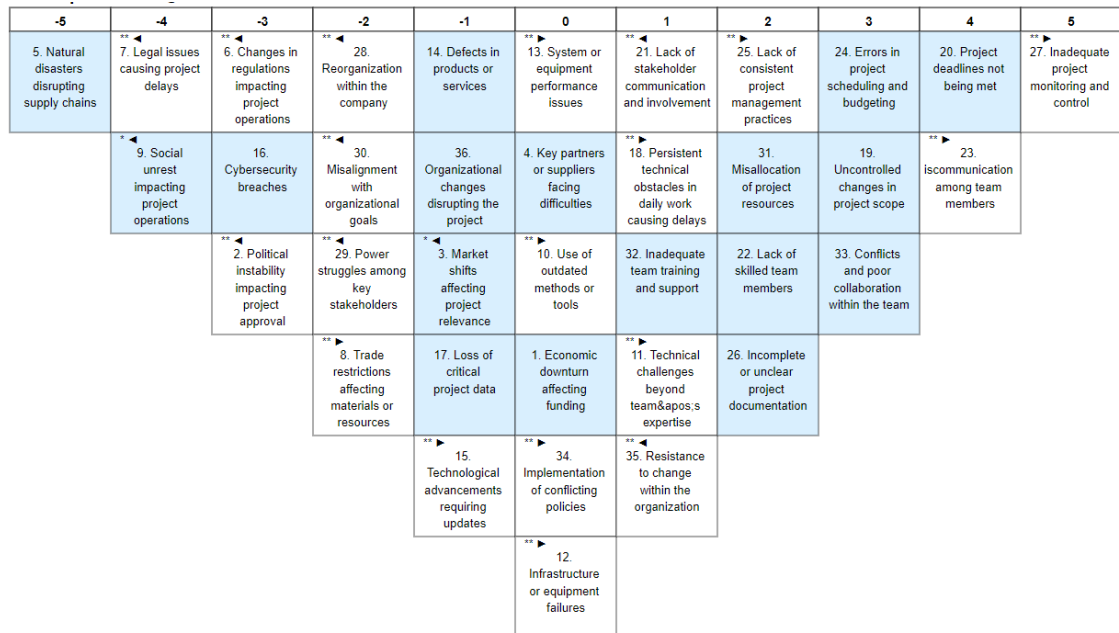 -5 -4 -3 -2 -1 0 1 2 3 4 5
5. Natural
disasters
disrupting
supply chains
** ◄
7. Legal issues
causing project
delays
** ◄
6. Changes in
regulations
impacting
project
operations
** ◄
28.
Reorganization
within the
company
14. Defects in
products or
services
** ►
13. System or
equipment
performance
issues
** ◄
21. Lack of
stakeholder
communication
and involvement
** ►
25. Lack of
consistent
project
management
practices
24. Errors in
project
scheduling and
budgeting
20. Project
deadlines not
being met
** ►
27. Inadequate
project
monitoring and
control
* ◄
9. Social
unrest
impacting
project
operations
16.
Cybersecurity
breaches
** ◄
30.
Misalignment
with
organizational
goals
36.
Organizational
changes
disrupting the
project
4. Key partners
or suppliers
facing
difficulties
** ►
18. Persistent
technical
obstacles in
daily work
causing delays
31.
Misallocation
of project
resources
19.
Uncontrolled
changes in
project scope
** ►
23.
iscommunication
among team
members
** ◄
2. Political
instability
impacting
project
approval
** ◄
29. Power
struggles among
key
stakeholders
* ◄
3. Market
shifts
affecting
project
relevance
** ►
10. Use of
outdated
methods or
tools
32. Inadequate
team training
and support
22. Lack of
skilled team
members
33. Conflicts
and poor
collaboration
within the team
** ►
8. Trade
restrictions
affecting
materials or
resources
17. Loss of
critical
project data
1. Economic
downturn
affecting
funding
** ►
11. Technical
challenges
beyond
team&apos;s
expertise
26. Incomplete
or unclear
project
documentation
** ►
15.
Technological
advancements
requiring
updates
** ►
34.
Implementation
of conflicting
policies
** ◄
35. Resistance
to change
within the
organization
** ►
12.
Infrastructure
or equipment
failures